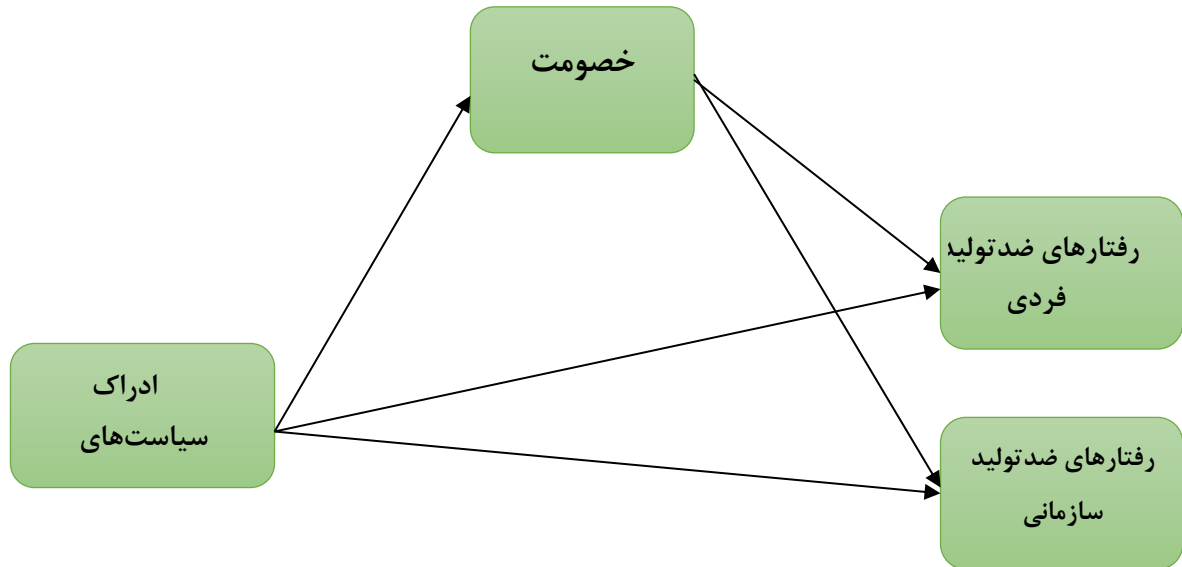 خصومت
رفتارهای ضدتولید
فردی
ادراک
سیاست‌های
رفتارهای ضدتولید
سازمانی